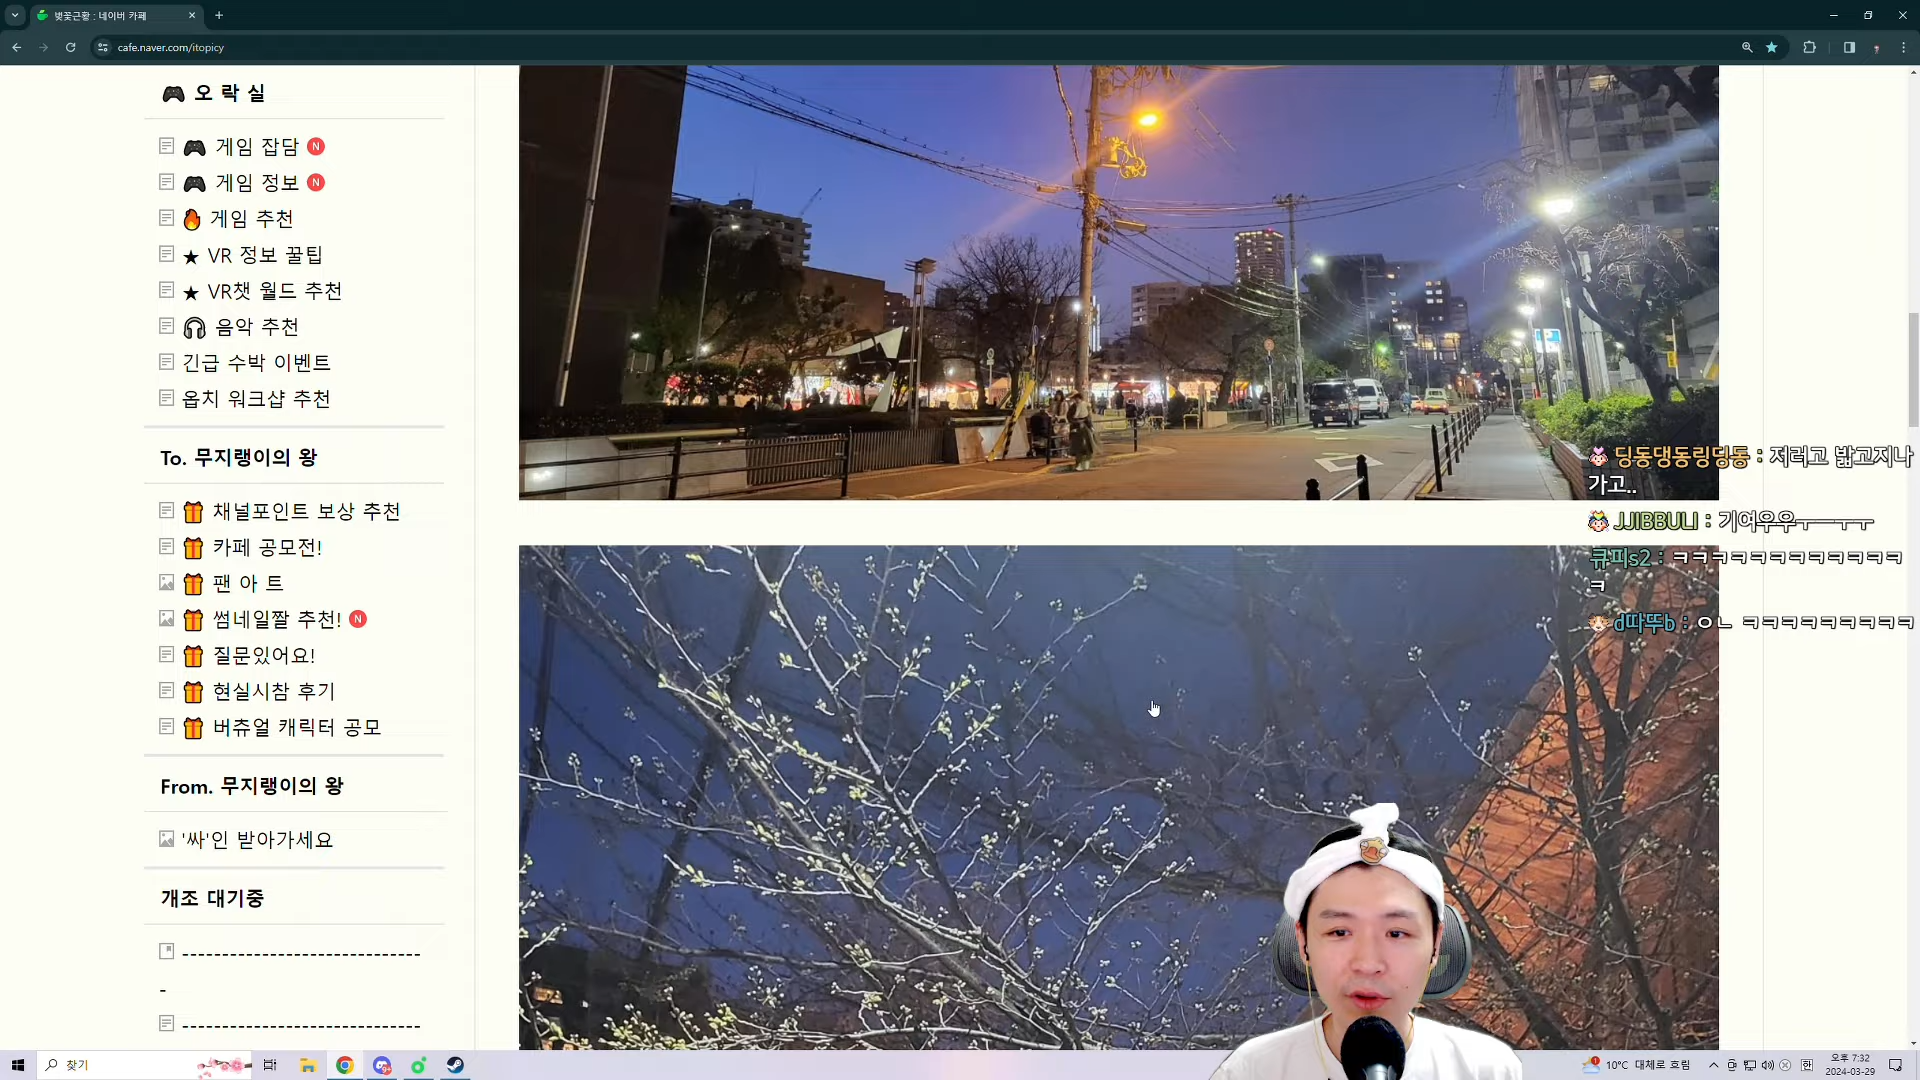 벚꽃근황 : 네이버 카페
cafe.naver.com/itopicy
오 락 실
게임 잡담 N
게임 정보 N
게임 추천
★ VR 정보 꿀팁
★ VR챗 월드 추천
음악 추천
긴급 수박 이벤트
옵치 워크샵 추천
To. 무지랭이의 왕
채널포인트 보상 추천
카페 공모전!
팬 아 트
썸네일짤 추천! N
질문있어요!
현실시참 후기
버츄얼 캐릭터 공모
From. 무지랭이의 왕
'싸'인 받아가세요
개조 대기중
------------------------------
-
------------------------------
딩동댕동링딩동 : 저러고 밟고지나
가고..
JJIBBULI : 기여우우ㅜㅡㅜㅜ
큐피s2 : ㅋㅋㅋㅋㅋㅋㅋㅋㅋㅋㅋㅋ
ㅋ
d따뚜b : ㅇㄴ ㅋㅋㅋㅋㅋㅋㅋㅋㅋ
찾기
10°C 대체로 흐림
한
오후 7:32
2024-03-29